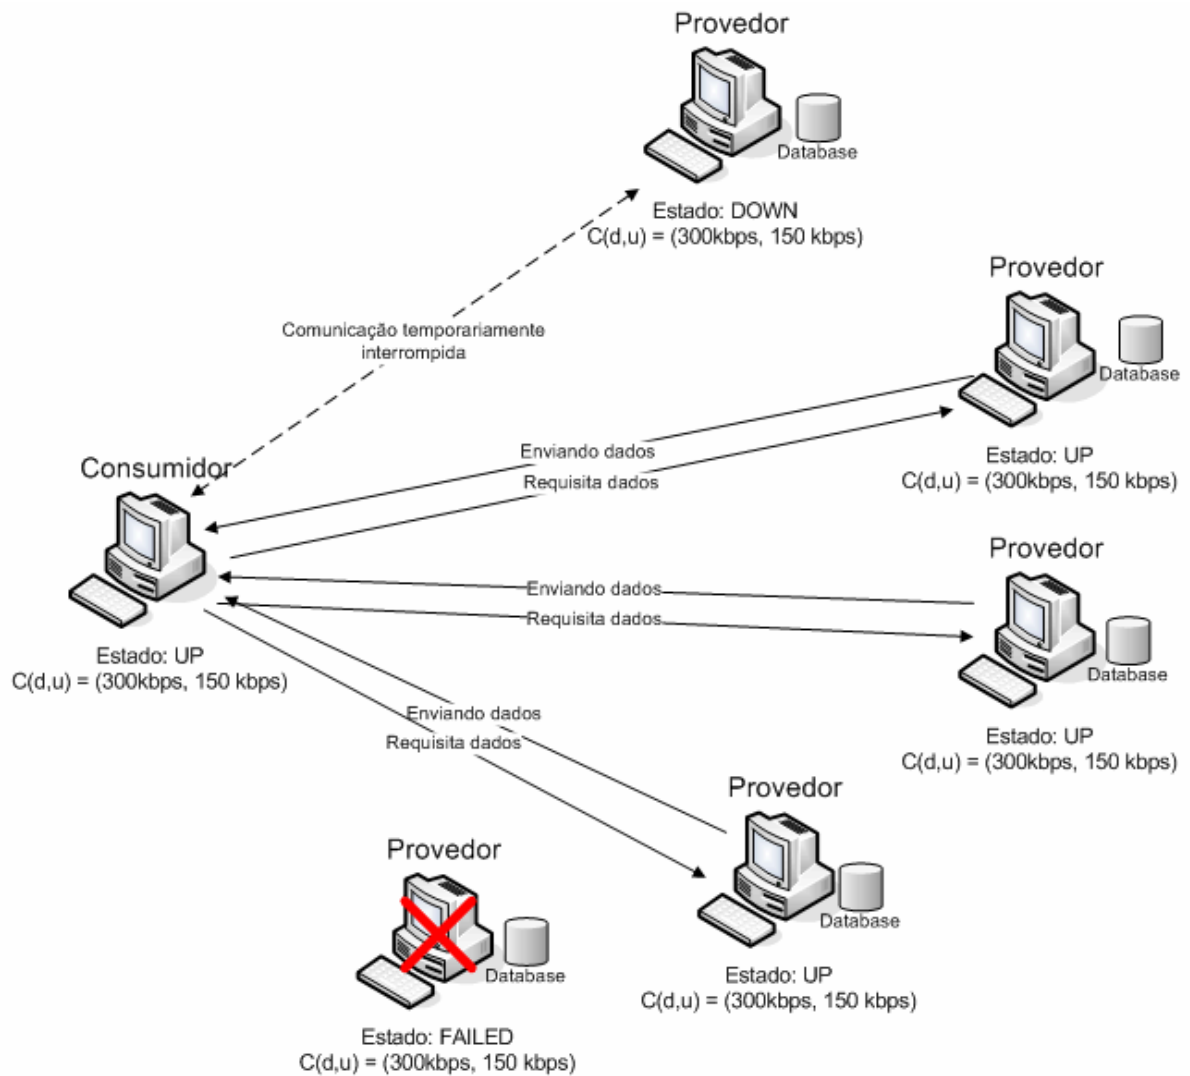 Provedor
Database
Estado: DOWN
C(d,u) = (300kbps, 150 kbps)
Provedor
Database
Estado: UP
C(d,u) = (300kbps, 150 kbps)
Comunicação temporariamente
interrompida
Enviando dados
Requisita dados
Consumidor
Estado: UP
C(d,u) = (300kbps, 150 kbps)
Enviando dados
Requisita dados
Provedor
Database
Estado: UP
C(d,u) = (300kbps, 150 kbps)
Enviando dados
Requisita dados
Provedor
Database
Estado: UP
C(d,u) = (300kbps, 150 kbps)
Provedor
Database
Estado: FAILED
C(d,u) = (300kbps, 150 kbps)